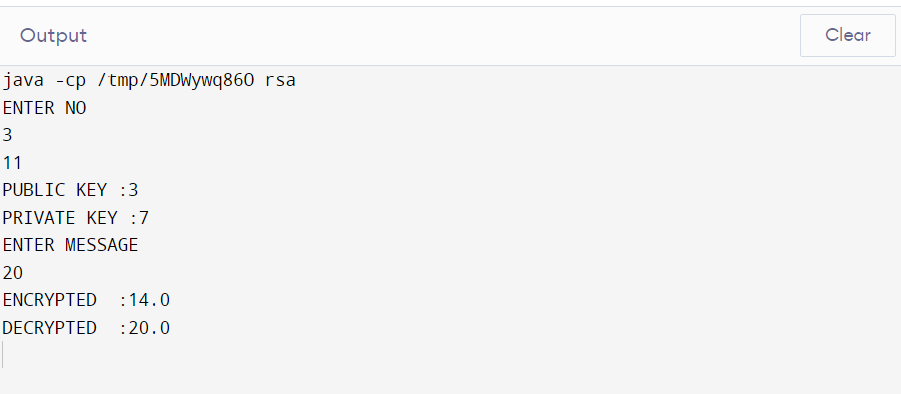 Output
Clear
java -cp /tmp/5MDWywq86O rsa
ENTER NO
3
11
PUBLIC KEY :3
PRIVATE KEY :7
ENTER MESSAGE
20
ENCRYPTED  :14.0
DECRYPTED  :20.0